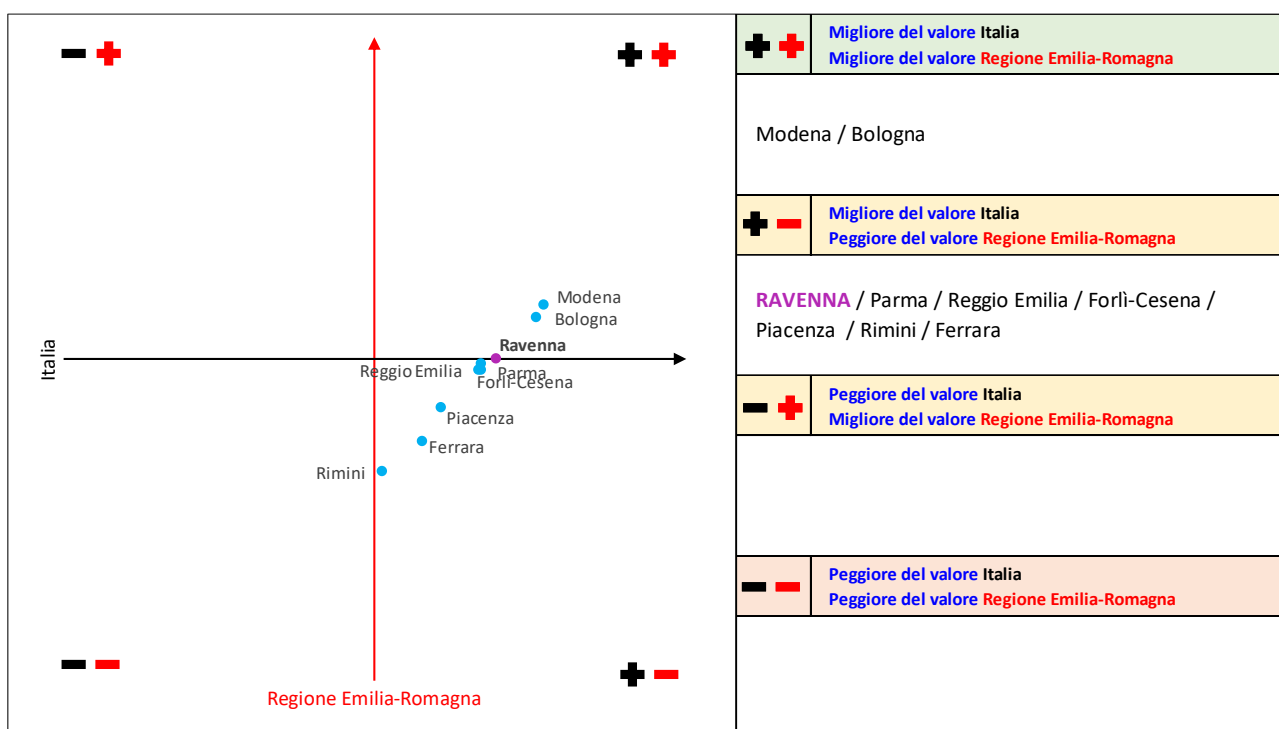 Modena
Bologna
Ravenna
Reggio Emilia
Parma
Forlì-Cesena
Piacenza
Ferrara
Rimini
Italia
Regione Emilia-Romagna
Migliore del valore Italia
Migliore del valore Regione Emilia-Romagna
Modena / Bologna
Migliore del valore Italia
Peggiore del valore Regione Emilia-Romagna
RAVENNA / Parma / Reggio Emilia / Forlì-Cesena /
Piacenza / Rimini / Ferrara
Peggiore del valore Italia
Migliore del valore Regione Emilia-Romagna
Peggiore del valore Italia
Peggiore del valore Regione Emilia-Romagna